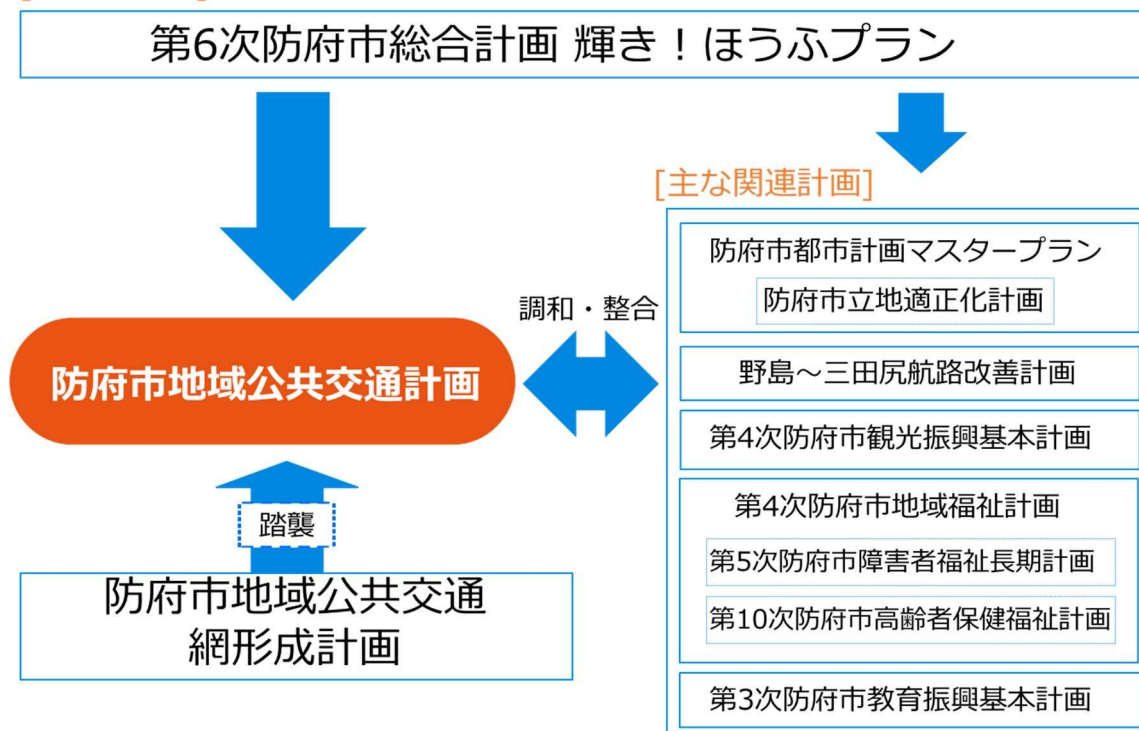 第6次防府市総合計画 輝き！ほうふプラン
[主な関連計画]
防府市都市計画マスタープラン
防府市立地適正化計画
調和・整合
防府市地域公共交通計画
野島～三田尻航路改善計画
第4次防府市観光振興基本計画
第4次防府市地域福祉計画
踏襲
第5次防府市障害者福祉長期計画
防府市地域公共交通
網形成計画
第10次防府市高齢者保健福祉計画
第3次防府市教育振興基本計画